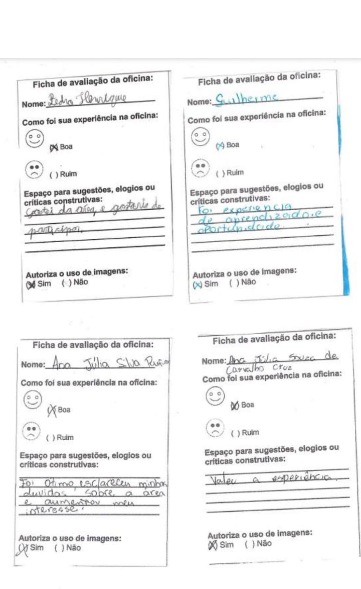 Ficha de avaliação da oficina:
Nome: Pedro Henrique
Como foi sua experiência na oficina:
(X) Boa
( ) Ruim
Espaço para sugestões, elogios ou
críticas construtivas:
Gostei da área, e gostaria de
participar
Autoriza o uso de imagens:
(X) Sim ( ) Não
Ficha de avaliação da oficina:
Nome: Guilherme
Como foi sua experiência na oficina:
(X) Boa
( ) Ruim
Espaço para sugestões, elogios ou
críticas construtivas:
Foi experiencia
de aprendizado e
oportunidade
Autoriza o uso de imagens:
(X) Sim ( ) Não
Ficha de avaliação da oficina:
Nome: Ana Júlia Silva
Como foi sua experiência na oficina:
(X) Boa
( ) Ruim
Espaço para sugestões, elogios ou
críticas construtivas:
Foi Otimo, esclareceu minhas
duvidas sobre a area
e aumentou meu
interesse.
Autoriza o uso de imagens:
(X) Sim ( ) Não
Ficha de avaliação da oficina:
Nome: Ana Júlia Souza de
Carvalho Cruz
Como foi sua experiência na oficina:
(X) Boa
( ) Ruim
Espaço para sugestões, elogios ou
críticas construtivas:
Valeu a experiência.
Autoriza o uso de imagens:
(X) Sim ( ) Não